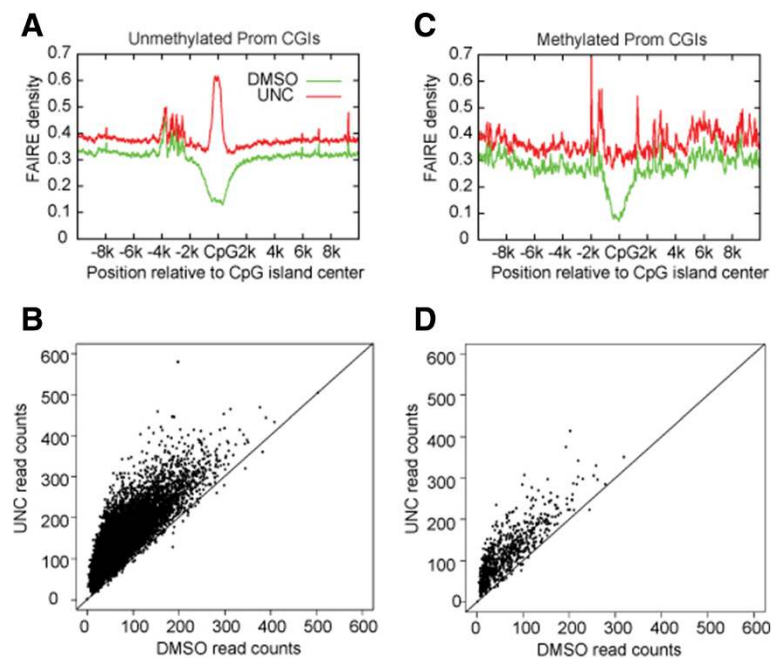 A
Unmethylated Prom CGIs
0.7
0.6
0.5
0.4
0.3
0.2
0.1
0
FAIRE density
DMSO
UNC
-8k -6k -4k -2k CpG2k 4k 6k 8k
Position relative to CpG island center
C
Methylated Prom CGIs
0.7
0.6
0.5
0.4
0.3
0.2
0.1
0
FAIRE density
-8k -6k -4k -2k CpG2k 4k 6k 8k
Position relative to CpG island center
B
600
500
400
300
200
100
0
UNC read counts
0 100 200 300 400 500 600
DMSO read counts
D
600
500
400
300
200
100
0
UNC read counts
0 100 200 300 400 500 600
DMSO read counts